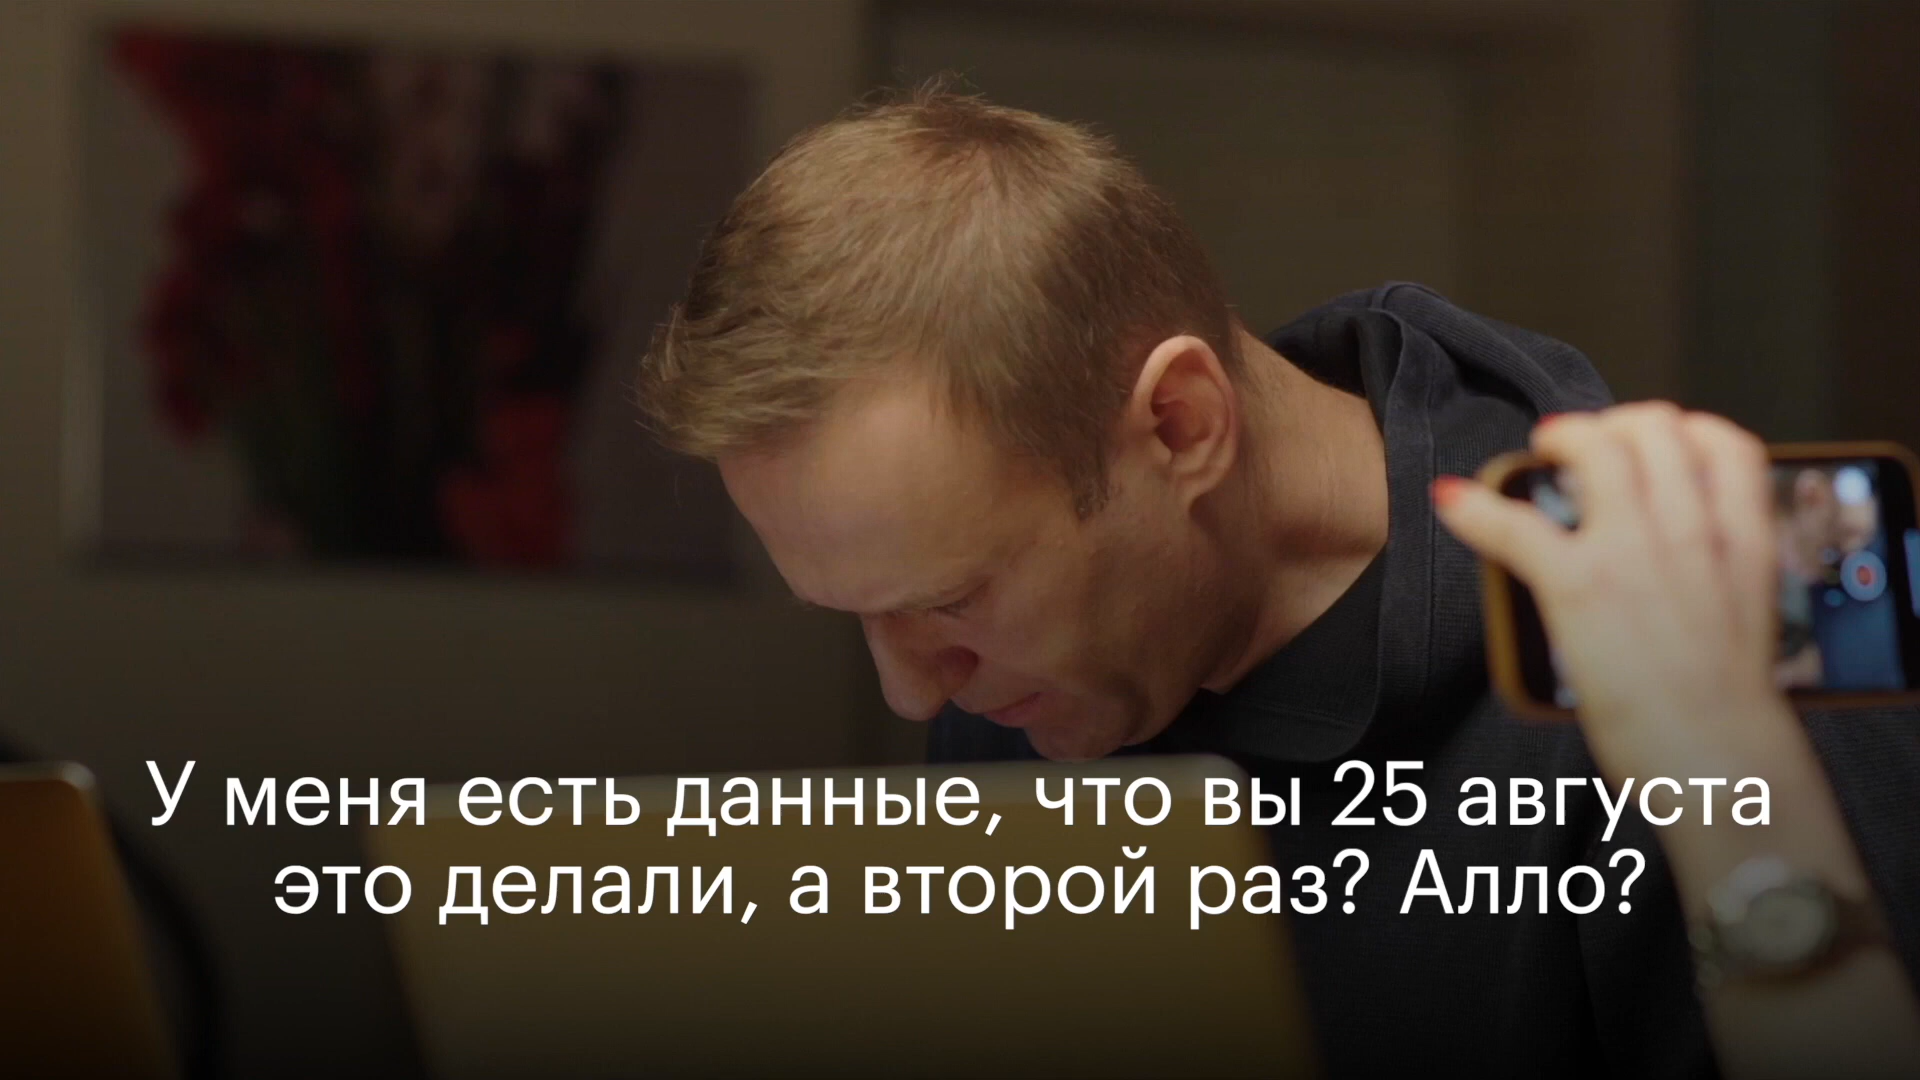 У меня есть данные, что вы 25 августа
это делали, а второй раз? Алло?